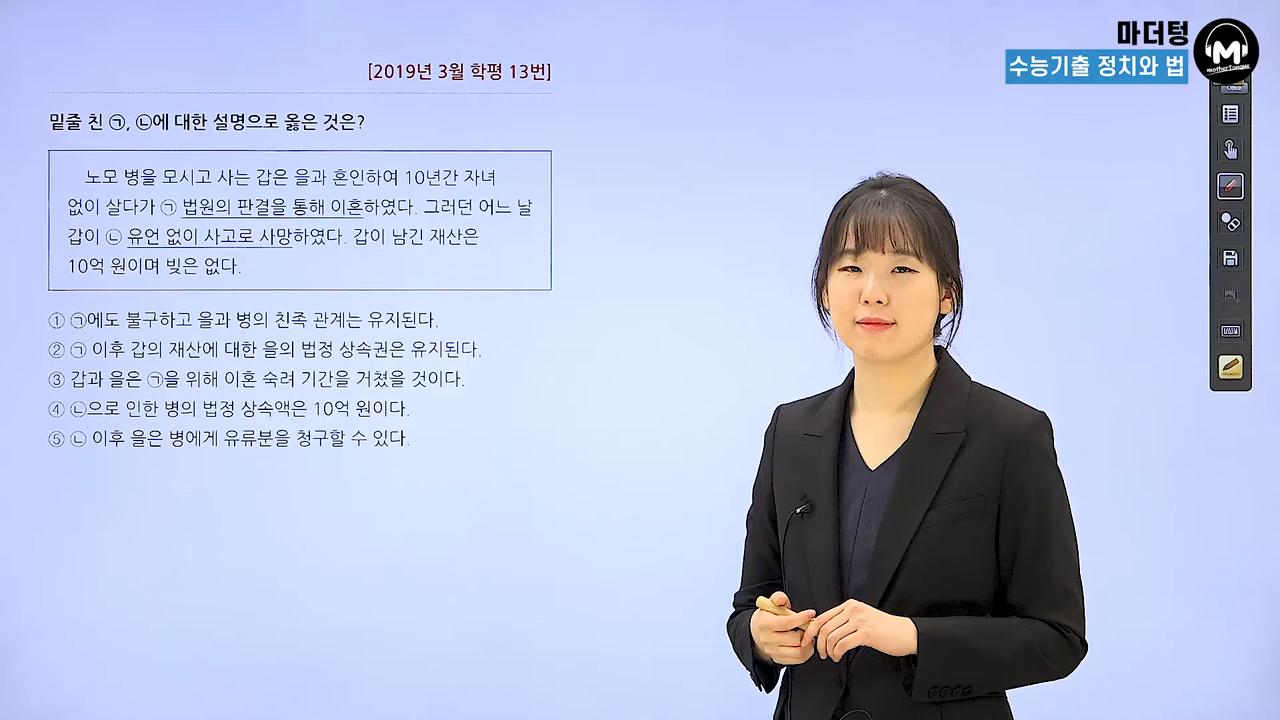 마더텅
수능기출 정치와 법
[2019년 3월 학평 13번]
밑줄 친 ㉠, ㉡에 대한 설명으로 옳은 것은?
노모 병을 모시고 사는 갑은 을과 혼인하여 10년간 자녀
없이 살다가 ㉠ 법원의 판결을 통해 이혼하였다. 그러던 어느 날
갑이 ㉡ 유언 없이 사고로 사망하였다. 갑이 남긴 재산은
10억 원이며 빚은 없다.
① ㉠에도 불구하고 을과 병의 친족 관계는 유지된다.
② ㉠ 이후 갑의 재산에 대한 을의 법정 상속권은 유지된다.
③ 갑과 을은 ㉠을 위해 이혼 숙려 기간을 거쳤을 것이다.
④ ㉡으로 인한 병의 법정 상속액은 10억 원이다.
⑤ ㉡ 이후 을은 병에게 유류분을 청구할 수 있다.